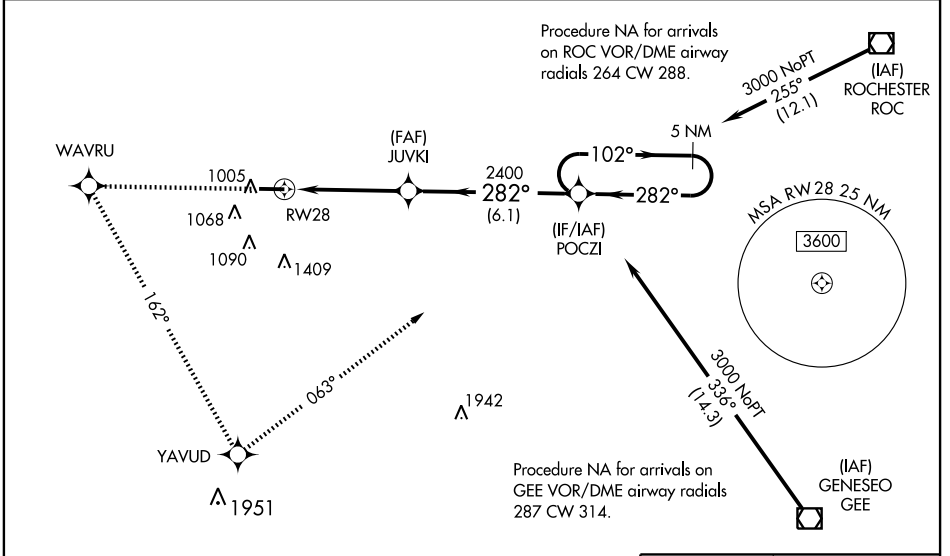 Procedure NA for arrivals
on ROC VOR/DME airway
radials 264 CW 288.
3000 NoPT
255°
(12.1)
(IAF)
ROCHESTER
ROC
5 NM
WAVRU
(FAF)
JUVKI
102°
1005
2400
282°
(6.1)
282°
1068
RW28
(IF/IAF)
POCZI
MSA RW 28 25 NM
3600
1090
1409
162°
063°
3000 NoPT
336°
(14.3)
1942
YAVUD
1951
Procedure NA for arrivals on
GEE VOR/DME airway radials
287 CW 314.
(IAF)
GENESEO
GEE